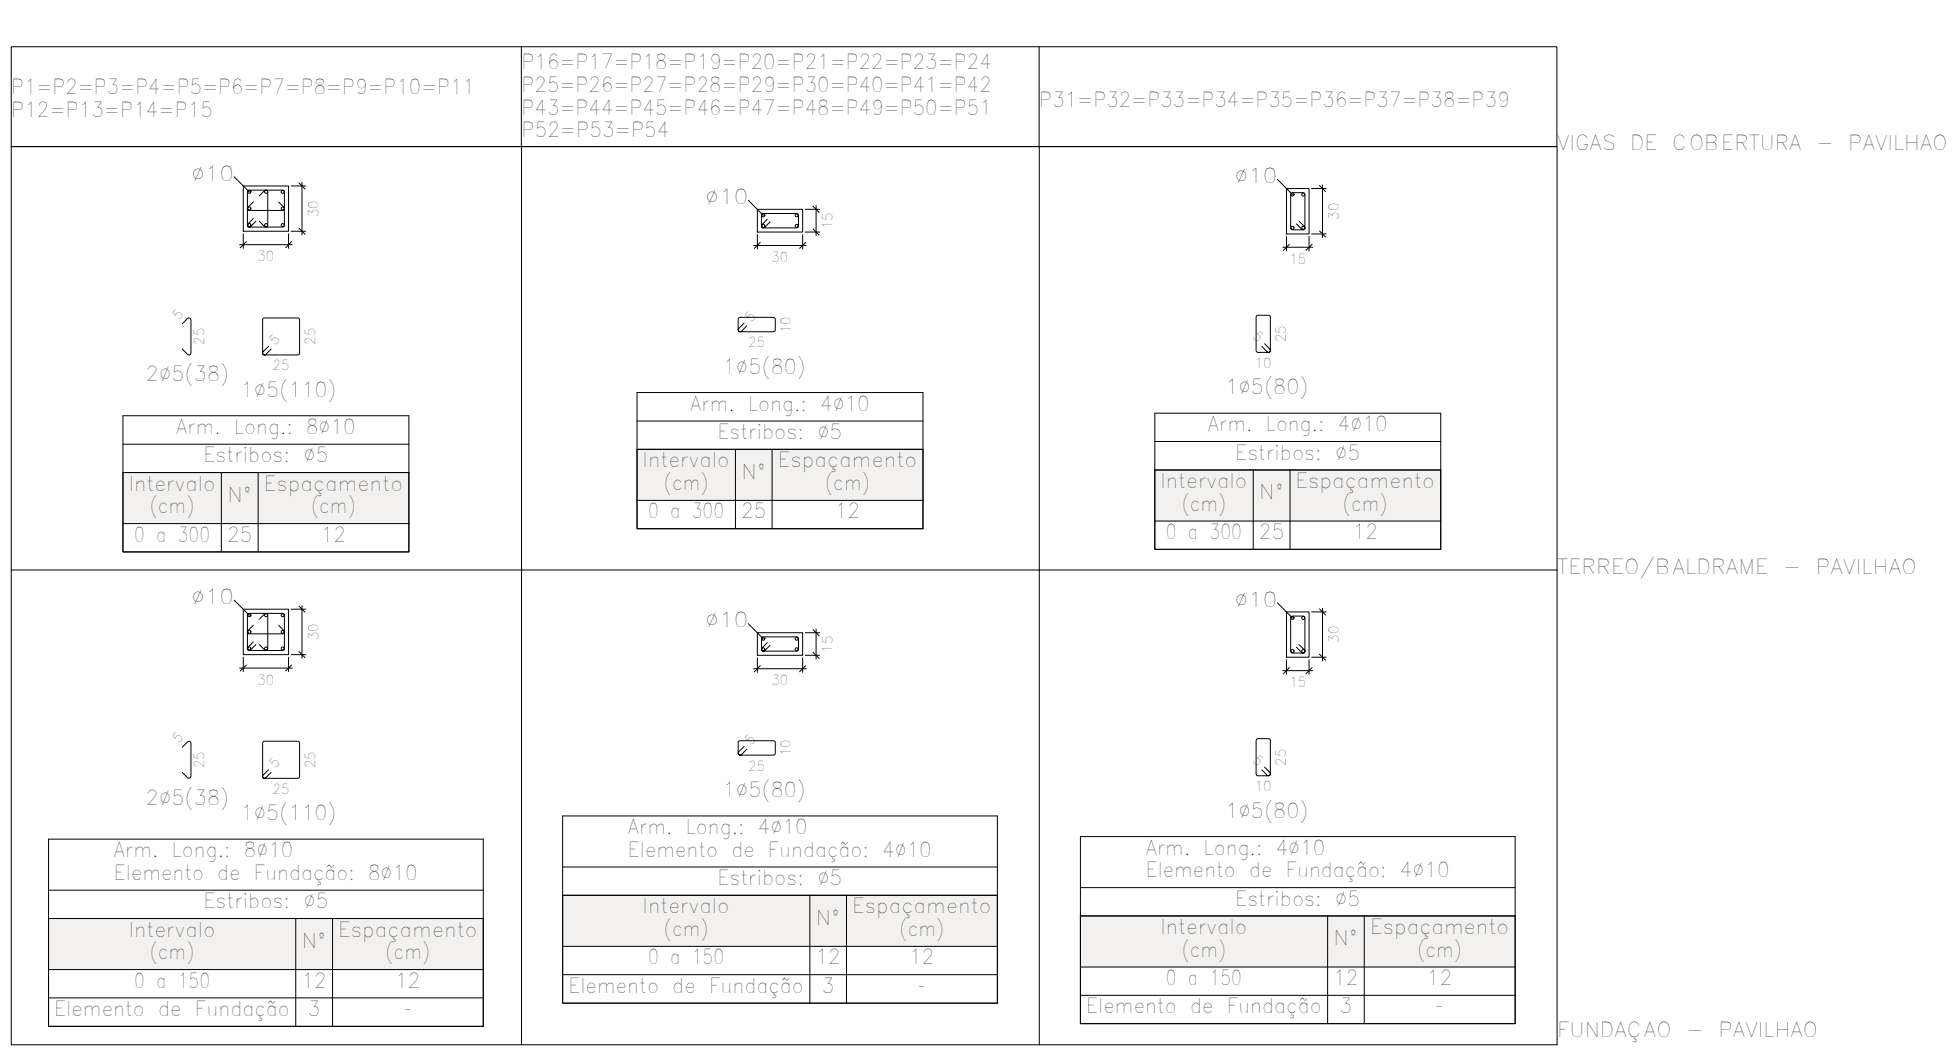 P1=P2=P3=P4=P5=P6=P7=P8=P9=P10=P11
P12=P13=P14=P15
P16=P17=P18=P19=P20=P21=P22=P23=P24
P25=P26=P27=P28=P29=P30=P40=P41=P42
P43=P44=P45=P46=P47=P48=P49=P50=P51
P52=P53=P54
P31=P32=P33=P34=P35=P36=P37=P38=P39
VIGAS DE COBERTURA – PAVILHAO
ø10
30
30
5
25
2ø5(38)
5
25
25
1ø5(110)
Arm. Long.: 8ø10
Estribos: ø5
Intervalo (cm) N° Espaçamento (cm)
0 a 300 25 12
ø10
15
30
5
10
25
1ø5(80)
Arm. Long.: 4ø10
Estribos: ø5
Intervalo (cm) N° Espaçamento (cm)
0 a 300 25 12
ø10
30
15
5
25
10
1ø5(80)
Arm. Long.: 4ø10
Estribos: ø5
Intervalo (cm) N° Espaçamento (cm)
0 a 300 25 12
TERREO/BALDRAME – PAVILHAO
ø10
30
30
5
25
2ø5(38)
5
25
25
1ø5(110)
Arm. Long.: 8ø10
Elemento de Fundação: 8ø10
Estribos: ø5
Intervalo (cm) N° Espaçamento (cm)
0 a 150 12 12
Elemento de Fundação 3 -
ø10
15
30
5
10
25
1ø5(80)
Arm. Long.: 4ø10
Elemento de Fundação: 4ø10
Estribos: ø5
Intervalo (cm) N° Espaçamento (cm)
0 a 150 12 12
Elemento de Fundação 3 -
ø10
30
15
5
25
10
1ø5(80)
Arm. Long.: 4ø10
Elemento de Fundação: 4ø10
Estribos: ø5
Intervalo (cm) N° Espaçamento (cm)
0 a 150 12 12
Elemento de Fundação 3 -
FUNDAÇAO – PAVILHAO